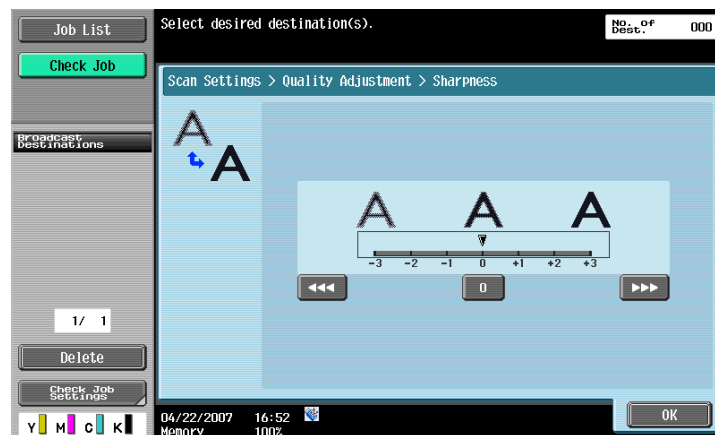 Job List
Check Job
Broadcast
Destinations
1/ 1
Delete
Check Job
Settings
Y M C K
Select desired destination(s).
No. of
Dest. 000
Scan Settings > Quality Adjustment > Sharpness
A
A
A A A
-3 -2 -1 0 +1 +2 +3
0
OK
04/22/2007 16:52
Memory 100%